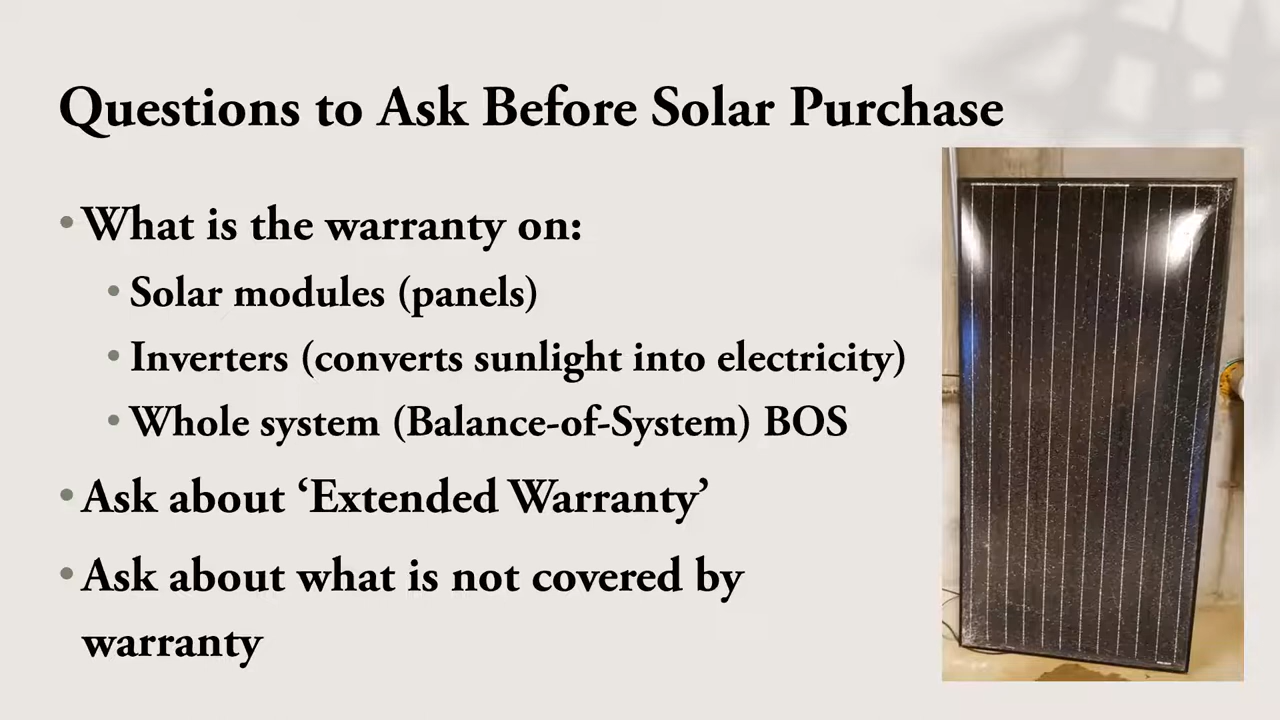 Questions to Ask Before Solar Purchase
• What is the warranty on:
• Solar modules (panels)
• Inverters (converts sunlight into electricity)
• Whole system (Balance-of-System) BOS
• Ask about ‘Extended Warranty’
• Ask about what is not covered by
warranty